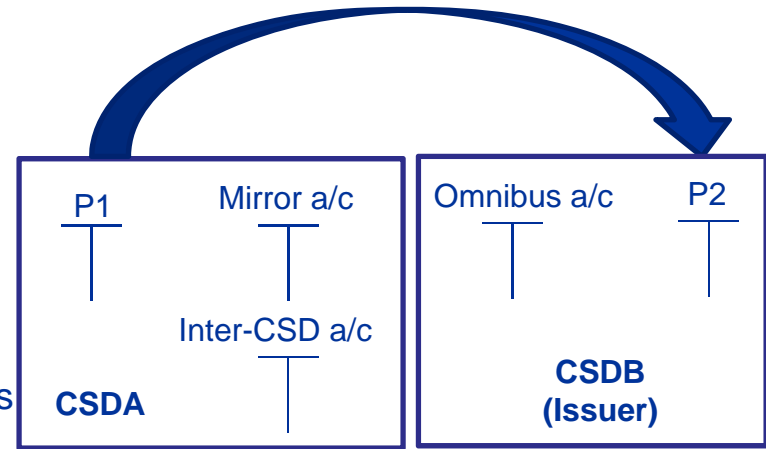 P1
Mirror a/c
Inter-CSD a/c
CSDA
Omnibus a/c
P2
CSDB
(Issuer)
s